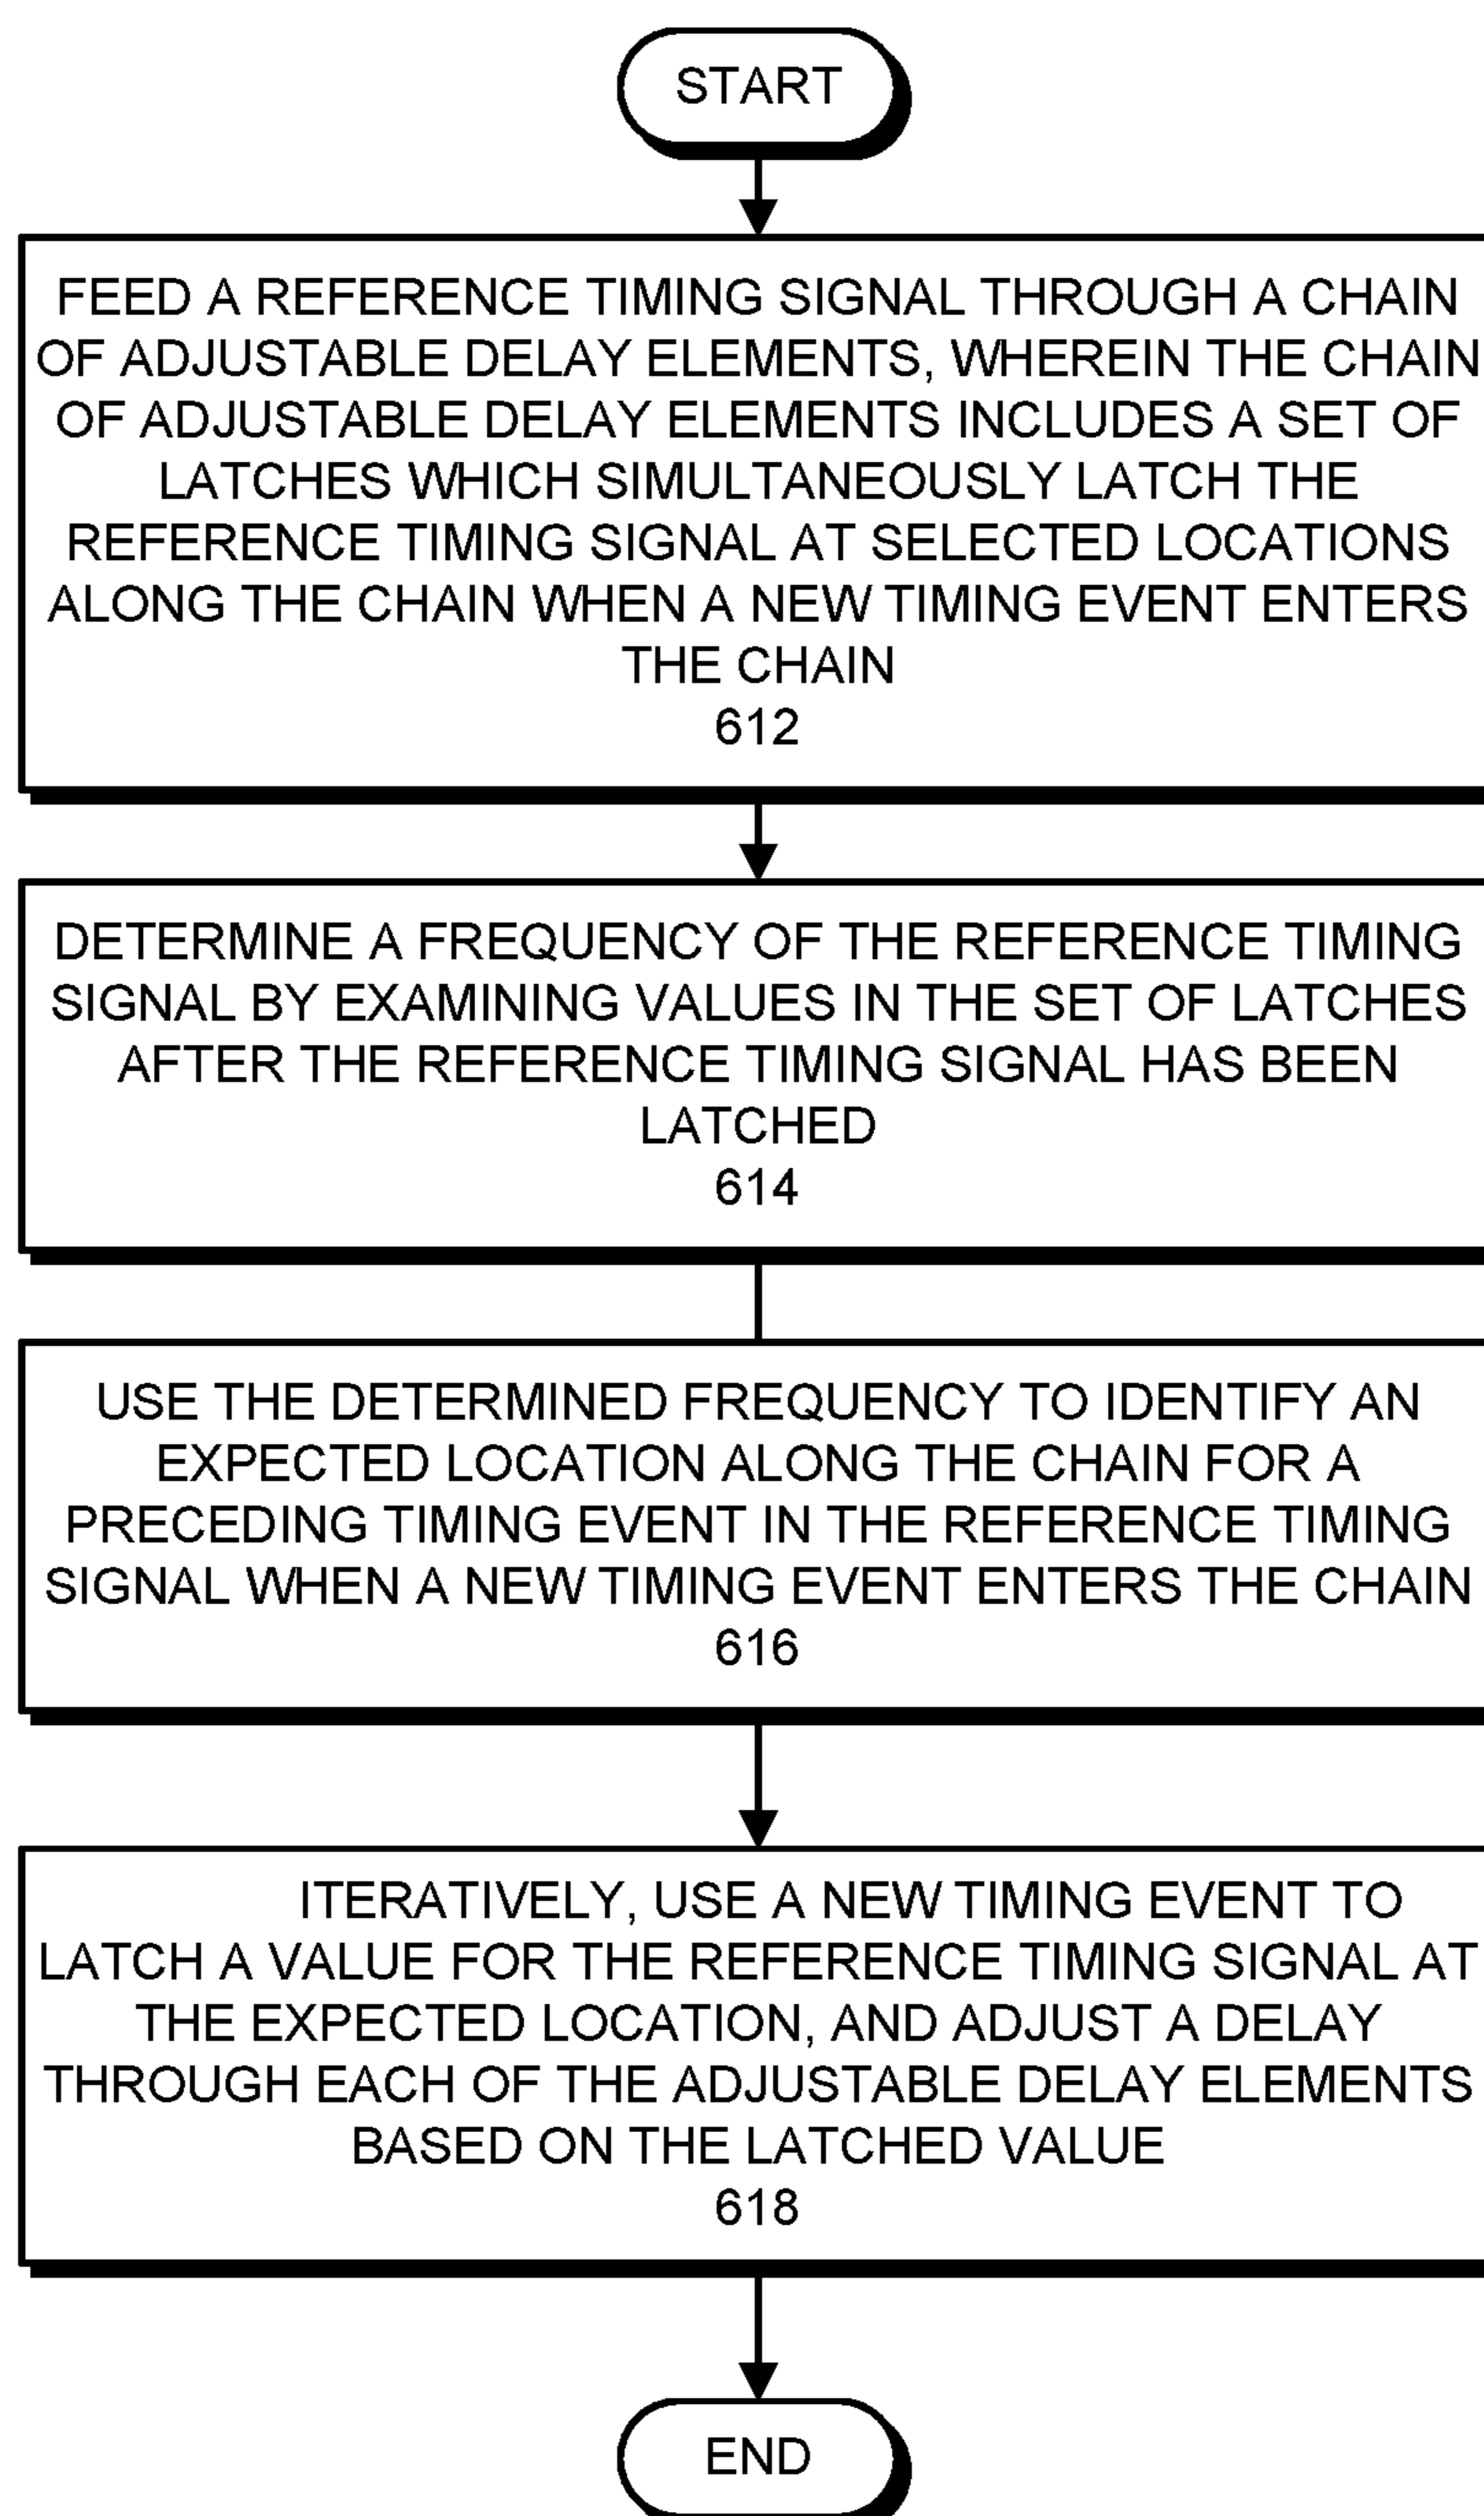 START
FEED A REFERENCE TIMING SIGNAL THROUGH A CHAIN
OF ADJUSTABLE DELAY ELEMENTS, WHEREIN THE CHAIN
OF ADJUSTABLE DELAY ELEMENTS INCLUDES A SET OF
LATCHES WHICH SIMULTANEOUSLY LATCH THE
REFERENCE TIMING SIGNAL AT SELECTED LOCATIONS
ALONG THE CHAIN WHEN A NEW TIMING EVENT ENTERS
THE CHAIN
612
DETERMINE A FREQUENCY OF THE REFERENCE TIMING
SIGNAL BY EXAMINING VALUES IN THE SET OF LATCHES
AFTER THE REFERENCE TIMING SIGNAL HAS BEEN
LATCHED
614
USE THE DETERMINED FREQUENCY TO IDENTIFY AN
EXPECTED LOCATION ALONG THE CHAIN FOR A
PRECEDING TIMING EVENT IN THE REFERENCE TIMING
SIGNAL WHEN A NEW TIMING EVENT ENTERS THE CHAIN
616
ITERATIVELY, USE A NEW TIMING EVENT TO
LATCH A VALUE FOR THE REFERENCE TIMING SIGNAL AT
THE EXPECTED LOCATION, AND ADJUST A DELAY
THROUGH EACH OF THE ADJUSTABLE DELAY ELEMENTS
BASED ON THE LATCHED VALUE
618
END